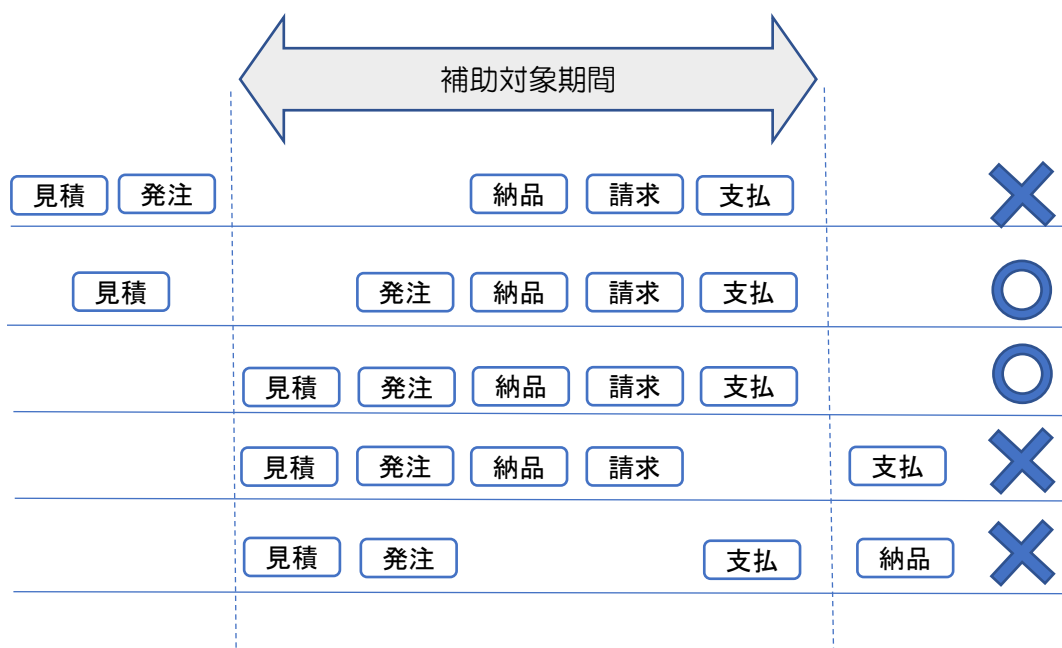 補助対象期間
見積 発注 納品 請求 支払
見積 発注 納品 請求 支払
見積 発注 納品 請求 支払
見積 発注 納品 請求 支払
見積 発注 支払 納品